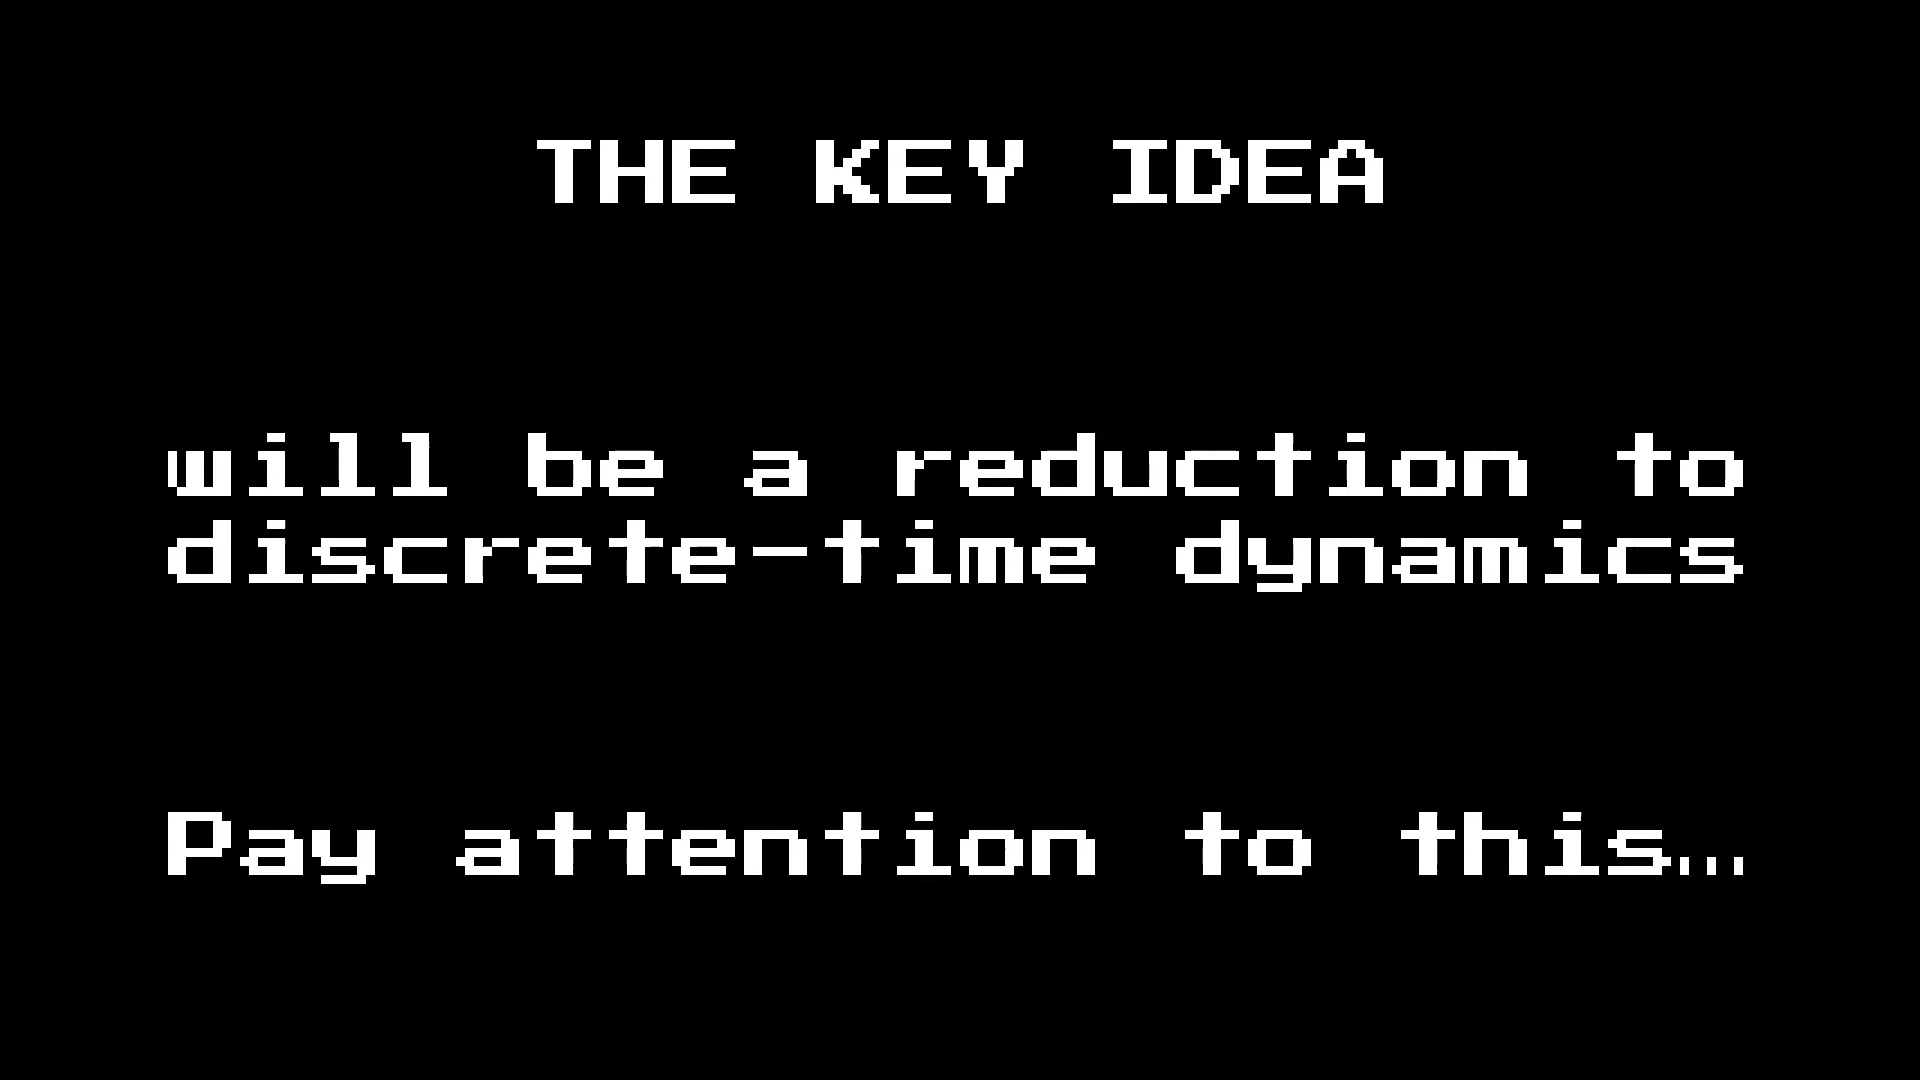 THE KEY IDEA
will be a reduction to
discrete-time dynamics
Pay attention to this...